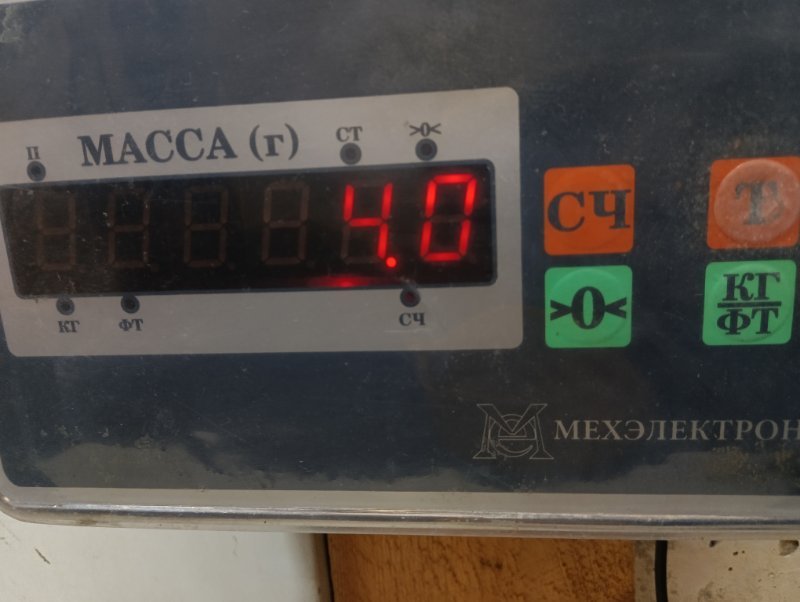 П МАССА (г) СТ >0<
4.0
КГ ФТ СЧ
СЧ Т
>0< КГ/ФТ
МЕХЭЛЕКТРОН